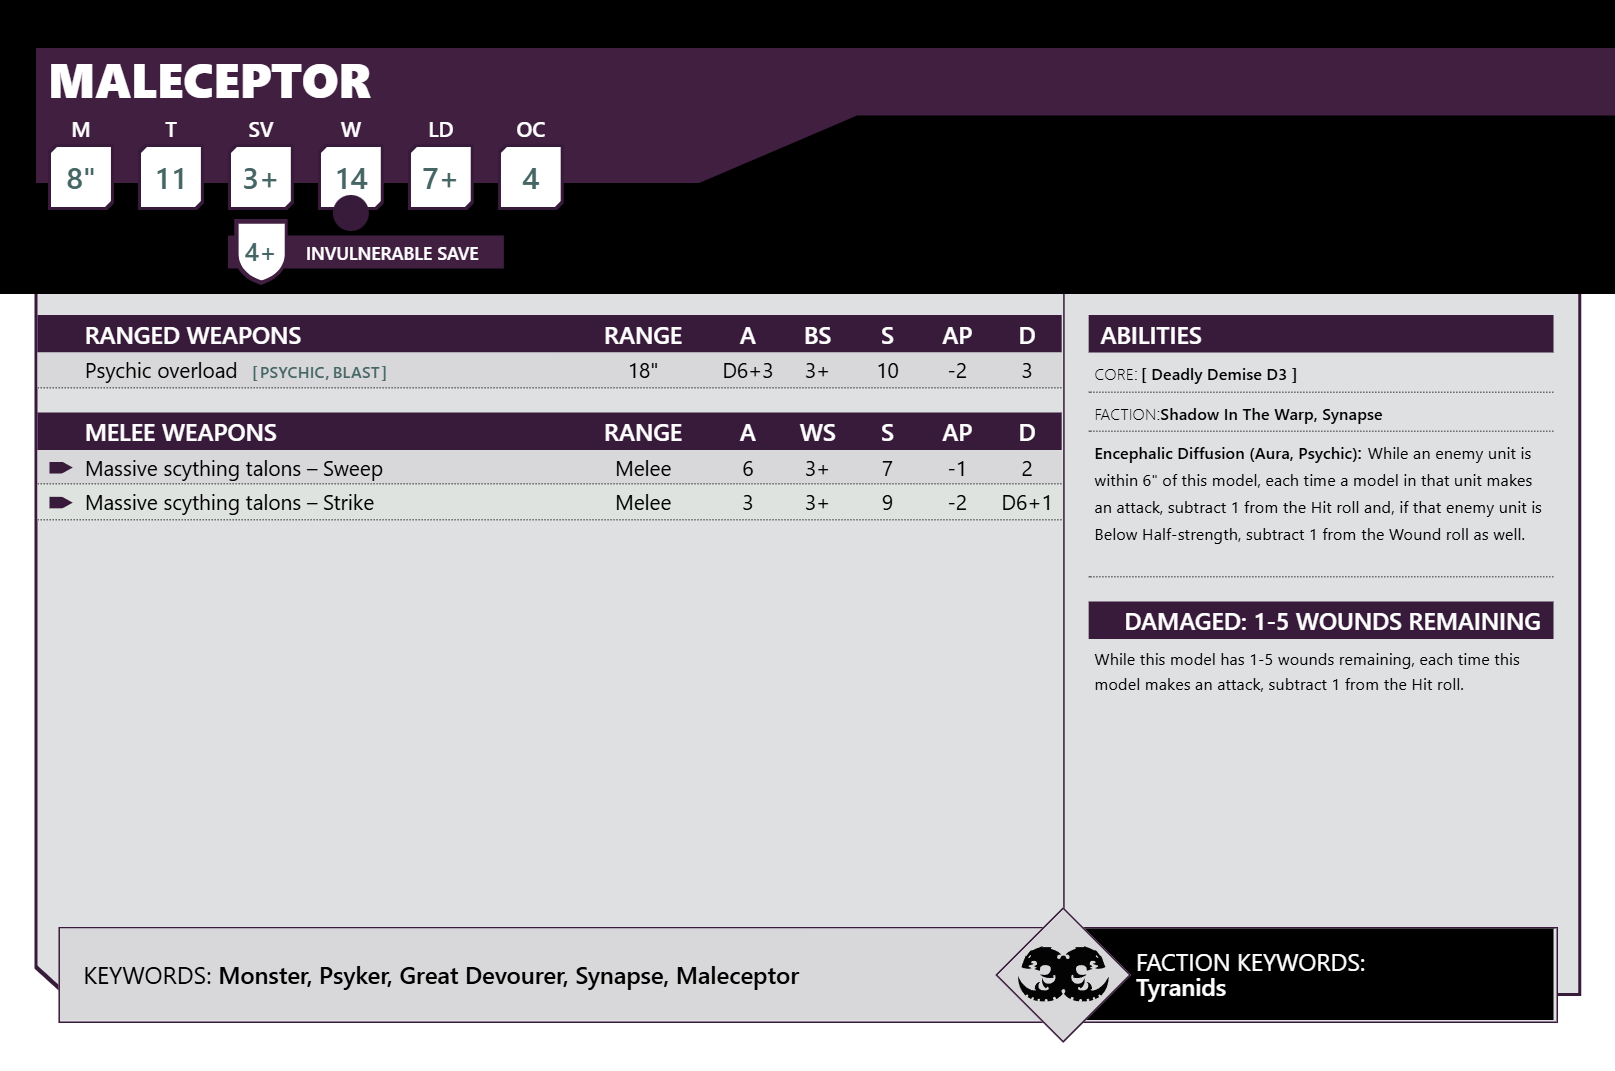 MALECEPTOR
M T SV W LD OC
8" 11 3+ 14 7+ 4
4+ INVULNERABLE SAVE
RANGED WEAPONS RANGE A BS S AP D
Psychic overload [PSYCHIC, BLAST] 18" D6+3 3+ 10 -2 3
MELEE WEAPONS RANGE A WS S AP D
Massive scything talons – Sweep Melee 6 3+ 7 -1 2
Massive scything talons – Strike Melee 3 3+ 9 -2 D6+1
ABILITIES
CORE: [ Deadly Demise D3 ]
FACTION:Shadow In The Warp, Synapse
Encephalic Diffusion (Aura, Psychic): While an enemy unit is
within 6" of this model, each time a model in that unit makes
an attack, subtract 1 from the Hit roll and, if that enemy unit is
Below Half-strength, subtract 1 from the Wound roll as well.
DAMAGED: 1-5 WOUNDS REMAINING
While this model has 1-5 wounds remaining, each time this
model makes an attack, subtract 1 from the Hit roll.
KEYWORDS: Monster, Psyker, Great Devourer, Synapse, Maleceptor
FACTION KEYWORDS:
Tyranids